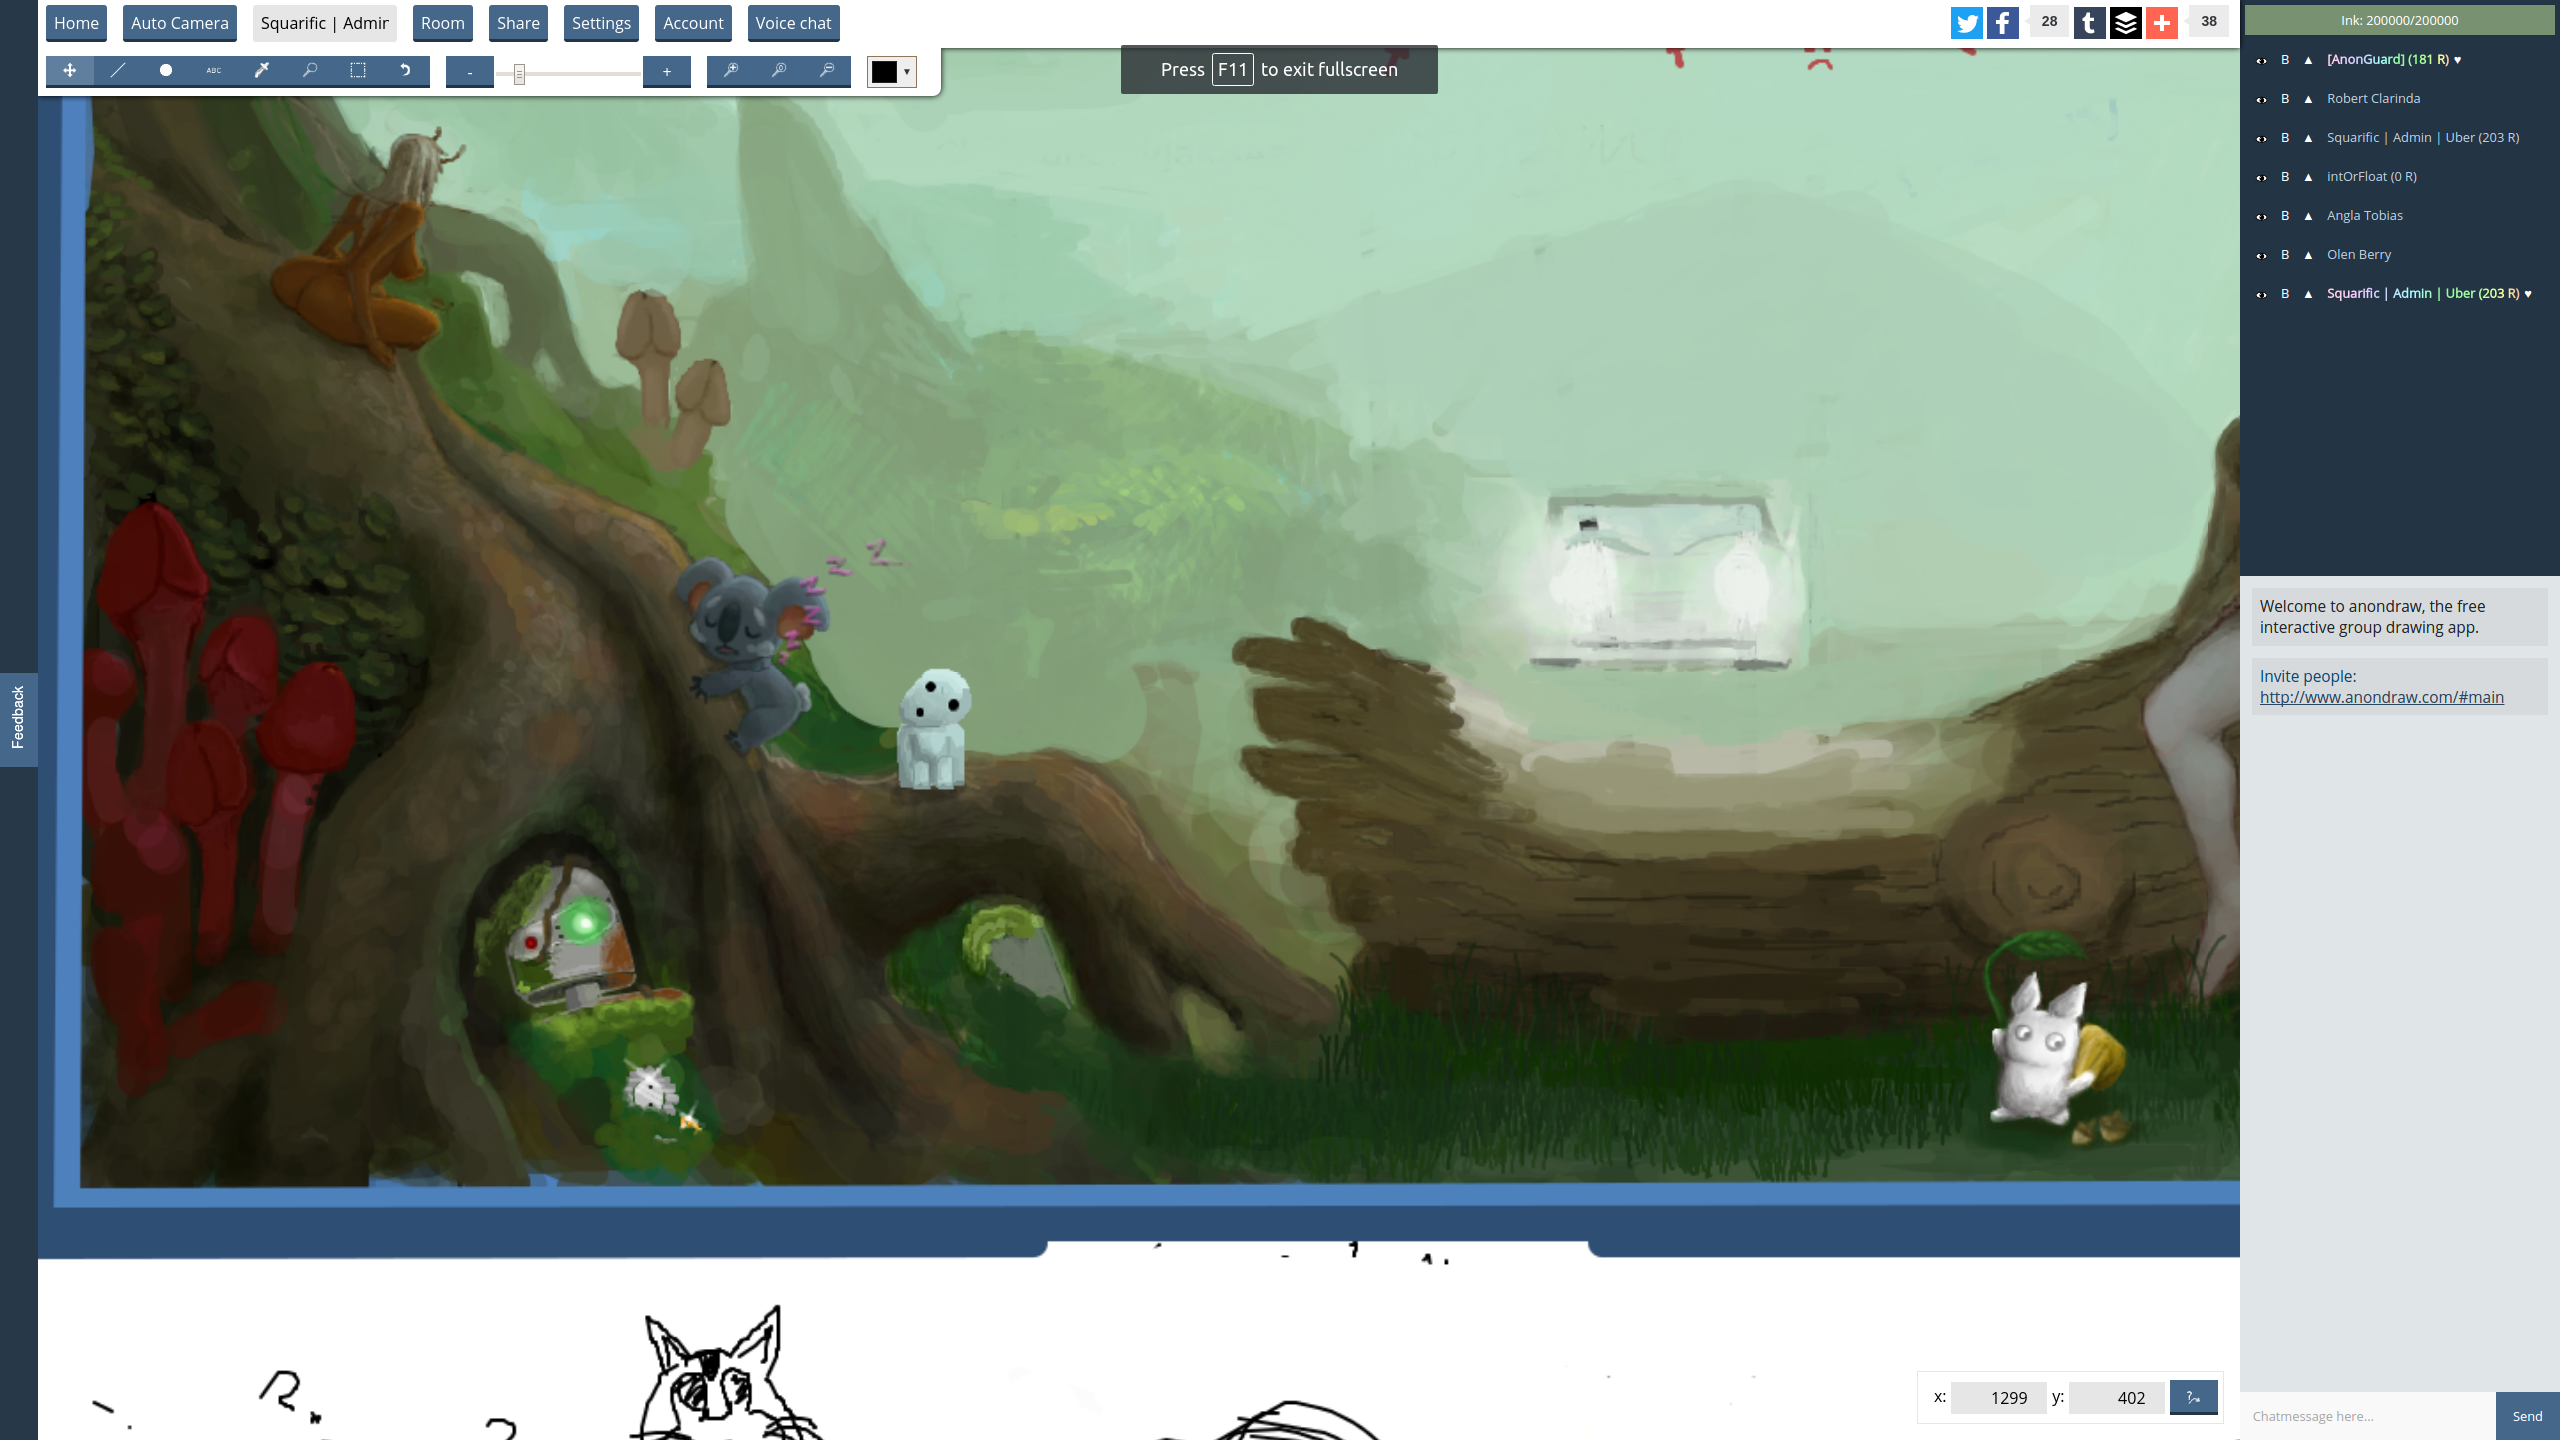 Home
Auto Camera
Squarific | Admir
Room
Share
Settings
Account
Voice chat
28
38
ABC
-
+
Press F11 to exit fullscreen
Feedback
Z
Z
Z
Z
Z
Z
Ink: 200000/200000
B ▲ [AnonGuard] (181 R) ♥
B ▲ Robert Clarinda
B ▲ Squarific | Admin | Uber (203 R)
B ▲ intOrFloat (0 R)
B ▲ Angla Tobias
B ▲ Olen Berry
B ▲ Squarific | Admin | Uber (203 R) ♥
Welcome to anondraw, the free
interactive group drawing app.
Invite people:
http://www.anondraw.com/#main
x: 1299 y: 402
Chatmessage here...
Send